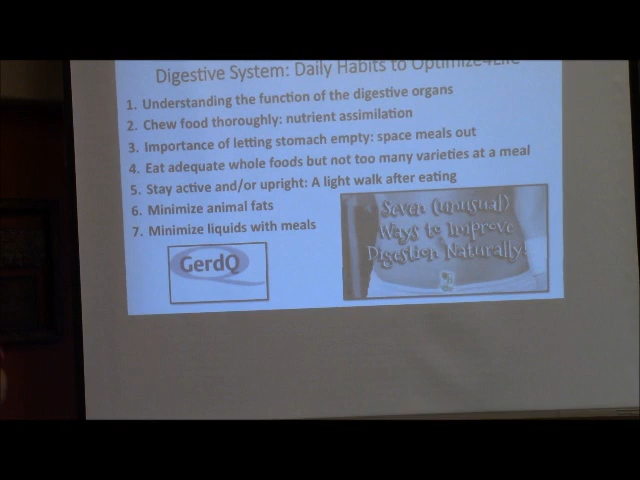 Digestive System: Daily Habits to Optimize4Life
1. Understanding the function of the digestive organs
2. Chew food thoroughly: nutrient assimilation
3. Importance of letting stomach empty: space meals out
4. Eat adequate whole foods but not too many varieties at a meal
5. Stay active and/or upright: A light walk after eating
6. Minimize animal fats
7. Minimize liquids with meals
GerdQ
Seven (unusual)
Ways to Improve
Digestion Naturally!